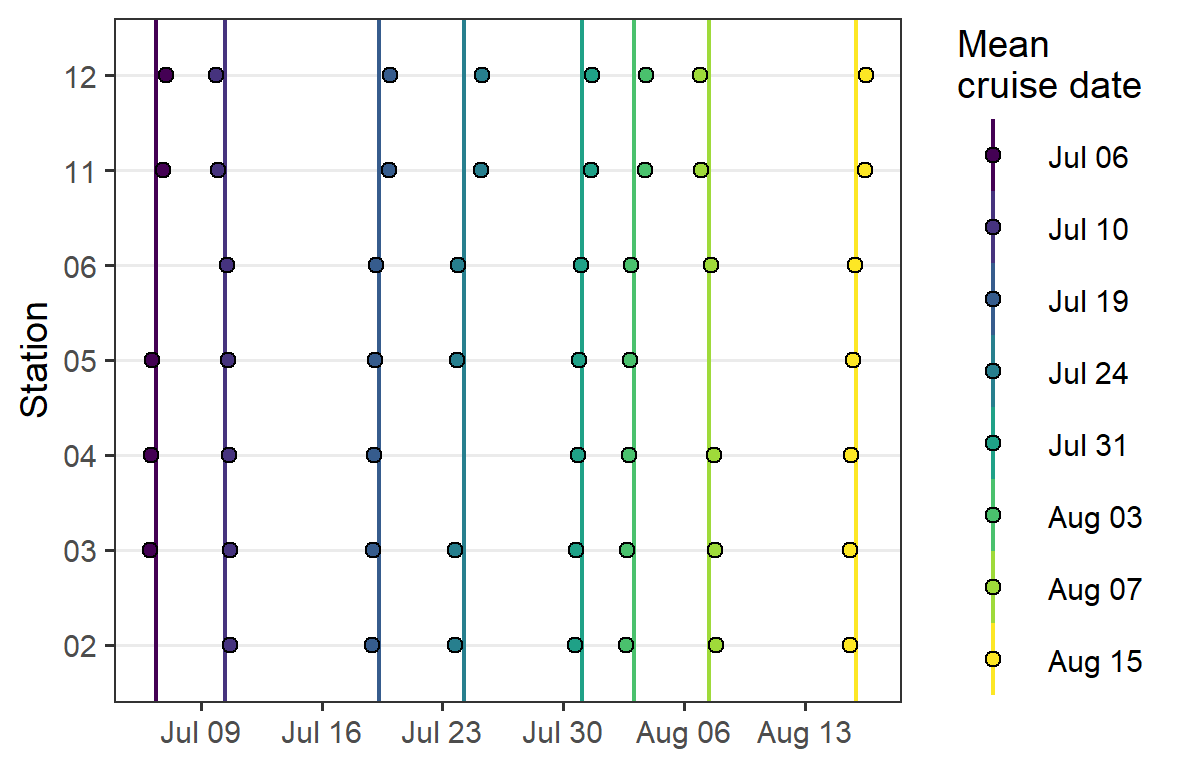 Station
12
11
06
05
04
03
02
Jul 09
Jul 16
Jul 23
Jul 30
Aug 06
Aug 13
Mean
cruise date
Jul 06
Jul 10
Jul 19
Jul 24
Jul 31
Aug 03
Aug 07
Aug 15